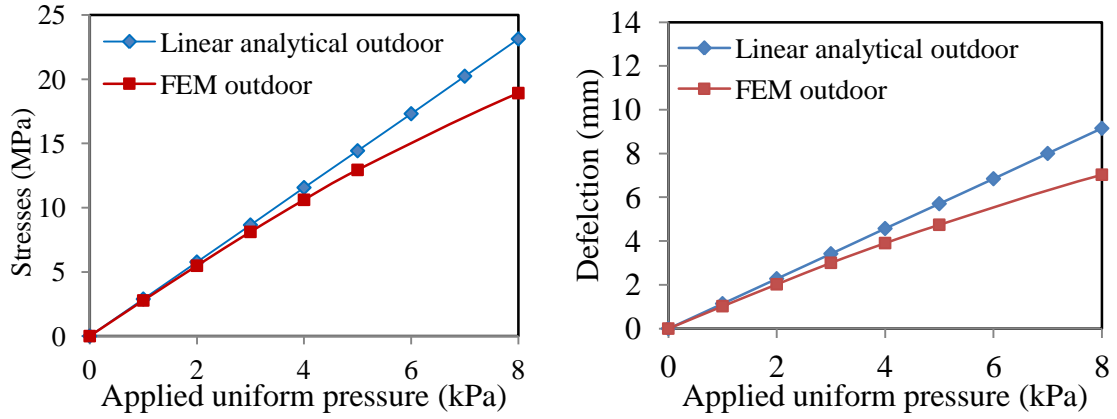 25
20
15
10
5
0
Stresses (MPa)
Linear analytical outdoor
FEM outdoor
0 2 4 6 8
Applied uniform pressure (kPa)
14
12
10
8
6
4
2
0
Defelction (mm)
Linear analytical outdoor
FEM outdoor
0 2 4 6 8
Applied uniform pressure (kPa)